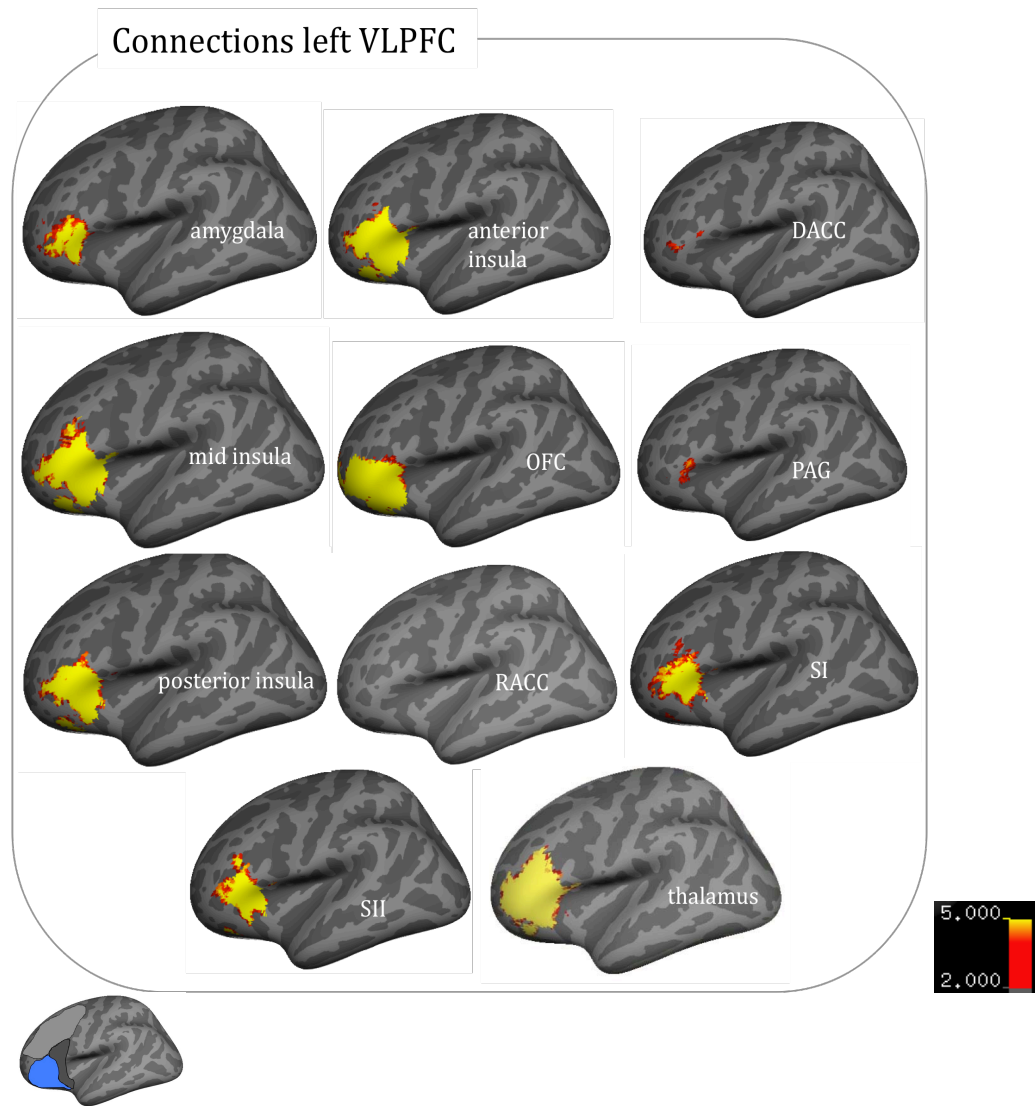 Connections left VLPFC
amygdala
anterior
insula
DACC
mid insula
OFC
PAG
posterior insula
RACC
SI
SII
thalamus
5.000
2.000